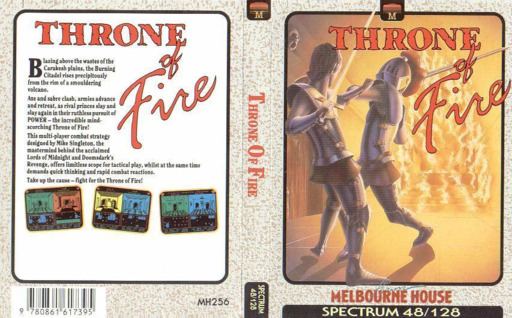 THRONE
of
Fire
Blazing above the wastes of the
Carakesh plains, the Burning
Citadel rises precipitously
from the rim of a smouldering
volcano.
Axe and sabre clash, armies advance
and retreat, as rival princes slay and
slay again in their ruthless pursuit of
POWER – the incredible mind-
scorching Throne of Fire!
This multi-player combat strategy
designed by Mike Singleton, the
mastermind behind the acclaimed
Lords of Midnight and Doomdark's
Revenge, offers limitless scope for tactical play, whilst at the same time
demands quick thinking and rapid combat reactions.
Take up the cause – fight for the Throne of Fire!
9 780861 617395
MH256
M
THRONE OF FIRE
SPECTRUM
48/128
M
THRONE
of
Fire
MELBOURNE HOUSE
SPECTRUM 48/128